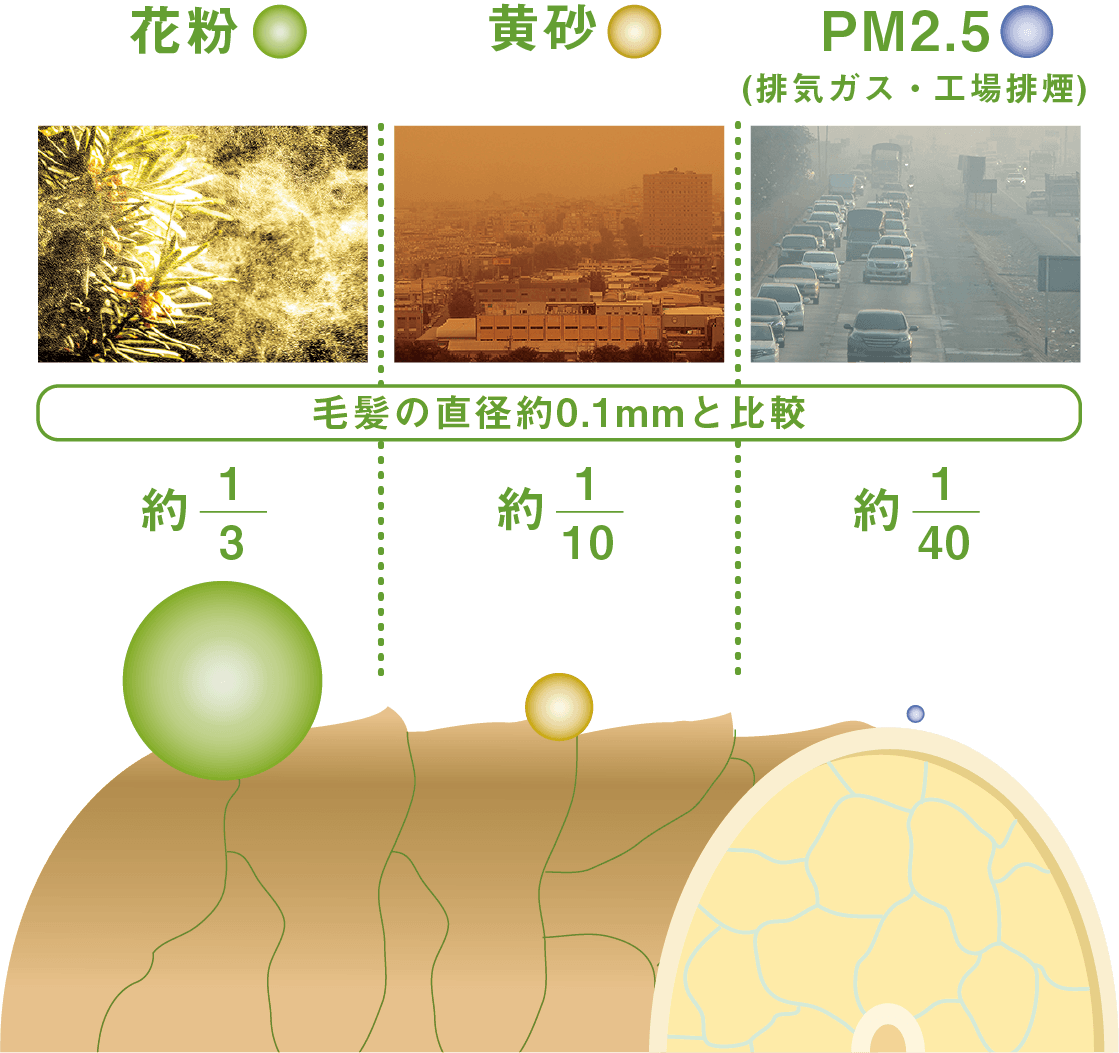 花粉
黄砂
PM2.5
(排気ガス・工場排煙)
毛髪の直径約0.1mmと比較
約 1/3
約 1/10
約 1/40